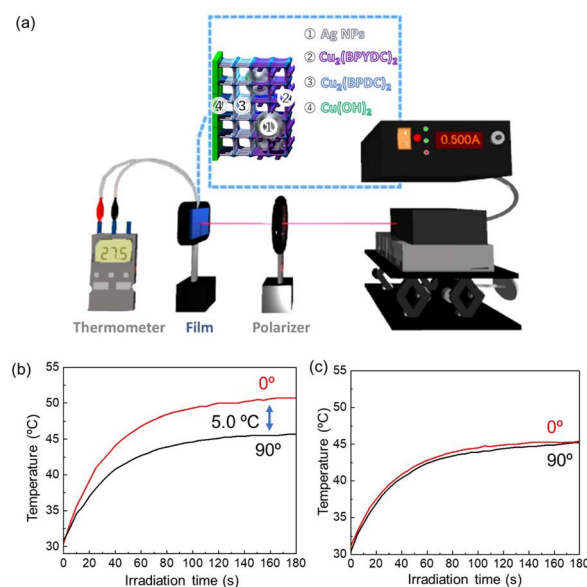 (a)
① Ag NPs
② Cu₂(BPYDC)₂
③ Cu₂(BPDC)₂
④ Cu(OH)₂
④ ③ ② ①
0.500A
27.5
Thermometer Film Polarizer
(b)
Temperature (ºC)
55
50
45
40
35
30
0º
5.0 ºC
90º
0 20 40 60 80 100 120 140 160 180
Irradiation time (s)
(c)
Temperature (ºC)
55
50
45
40
35
30
0º
90º
0 20 40 60 80 100 120 140 160 180
Irradiation time (s)